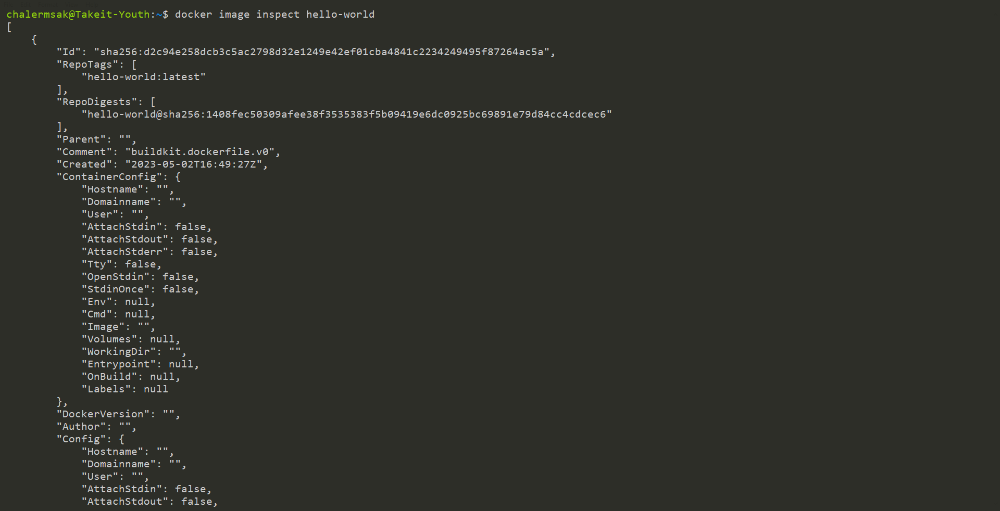 chalermsak@Takeit-Youth:~$ docker image inspect hello-world
[
    {
        "Id": "sha256:d2c94e258dcb3c5ac2798d32e1249e42ef01cba4841c2234249495f87264ac5a",
        "RepoTags": [
            "hello-world:latest"
        ],
        "RepoDigests": [
            "hello-world@sha256:1408fec50309afee38f3535383f5b09419e6dc0925bc69891e79d84cc4cdcec6"
        ],
        "Parent": "",
        "Comment": "buildkit.dockerfile.v0",
        "Created": "2023-05-02T16:49:27Z",
        "ContainerConfig": {
            "Hostname": "",
            "Domainname": "",
            "User": "",
            "AttachStdin": false,
            "AttachStdout": false,
            "AttachStderr": false,
            "Tty": false,
            "OpenStdin": false,
            "StdinOnce": false,
            "Env": null,
            "Cmd": null,
            "Image": "",
            "Volumes": null,
            "WorkingDir": "",
            "Entrypoint": null,
            "OnBuild": null,
            "Labels": null
        },
        "DockerVersion": "",
        "Author": "",
        "Config": {
            "Hostname": "",
            "Domainname": "",
            "User": "",
            "AttachStdin": false,
            "AttachStdout": false,